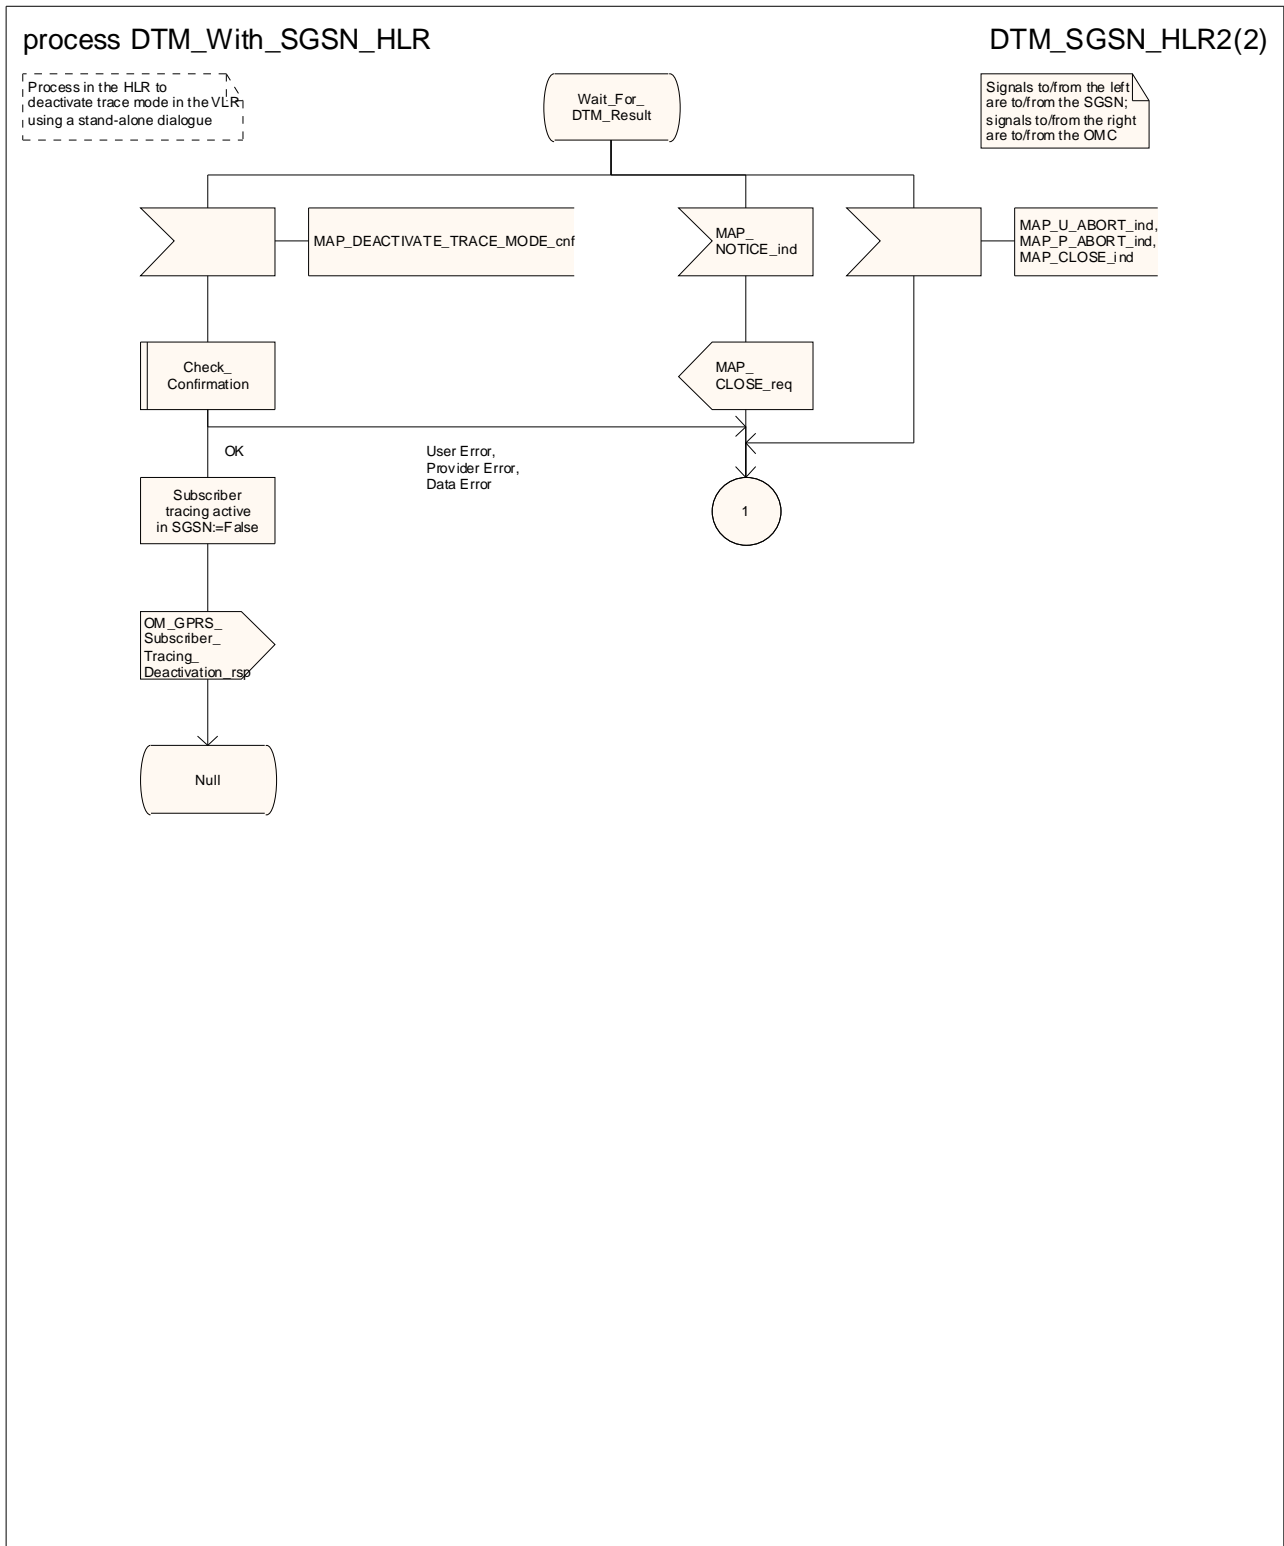 process DTM_With_SGSN_HLR
DTM_SGSN_HLR2(2)
Process in the HLR to
deactivate trace mode in the VLR
using a stand-alone dialogue
Wait_For_
DTM_Result
Signals to/from the left
are to/from the SGSN;
signals to/from the right
are to/from the OMC
MAP_DEACTIVATE_TRACE_MODE_cnf
MAP_
NOTICE_ind
MAP_U_ABORT_ind,
MAP_P_ABORT_ind,
MAP_CLOSE_ind
Check_
Confirmation
MAP_
CLOSE_req
OK
User Error,
Provider Error,
Data Error
Subscriber
tracing active
in SGSN:=False
1
OM_GPRS_
Subscriber_
Tracing_
Deactivation_rsp
Null